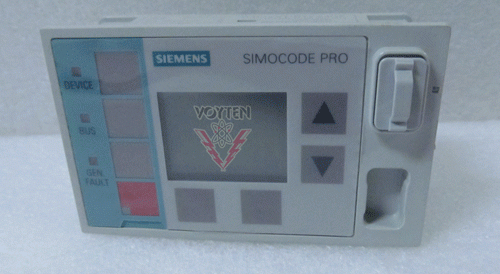 SIEMENS
SIMOCODE PRO
DEVICE
BUS
GEN.
FAULT
VOYTEN